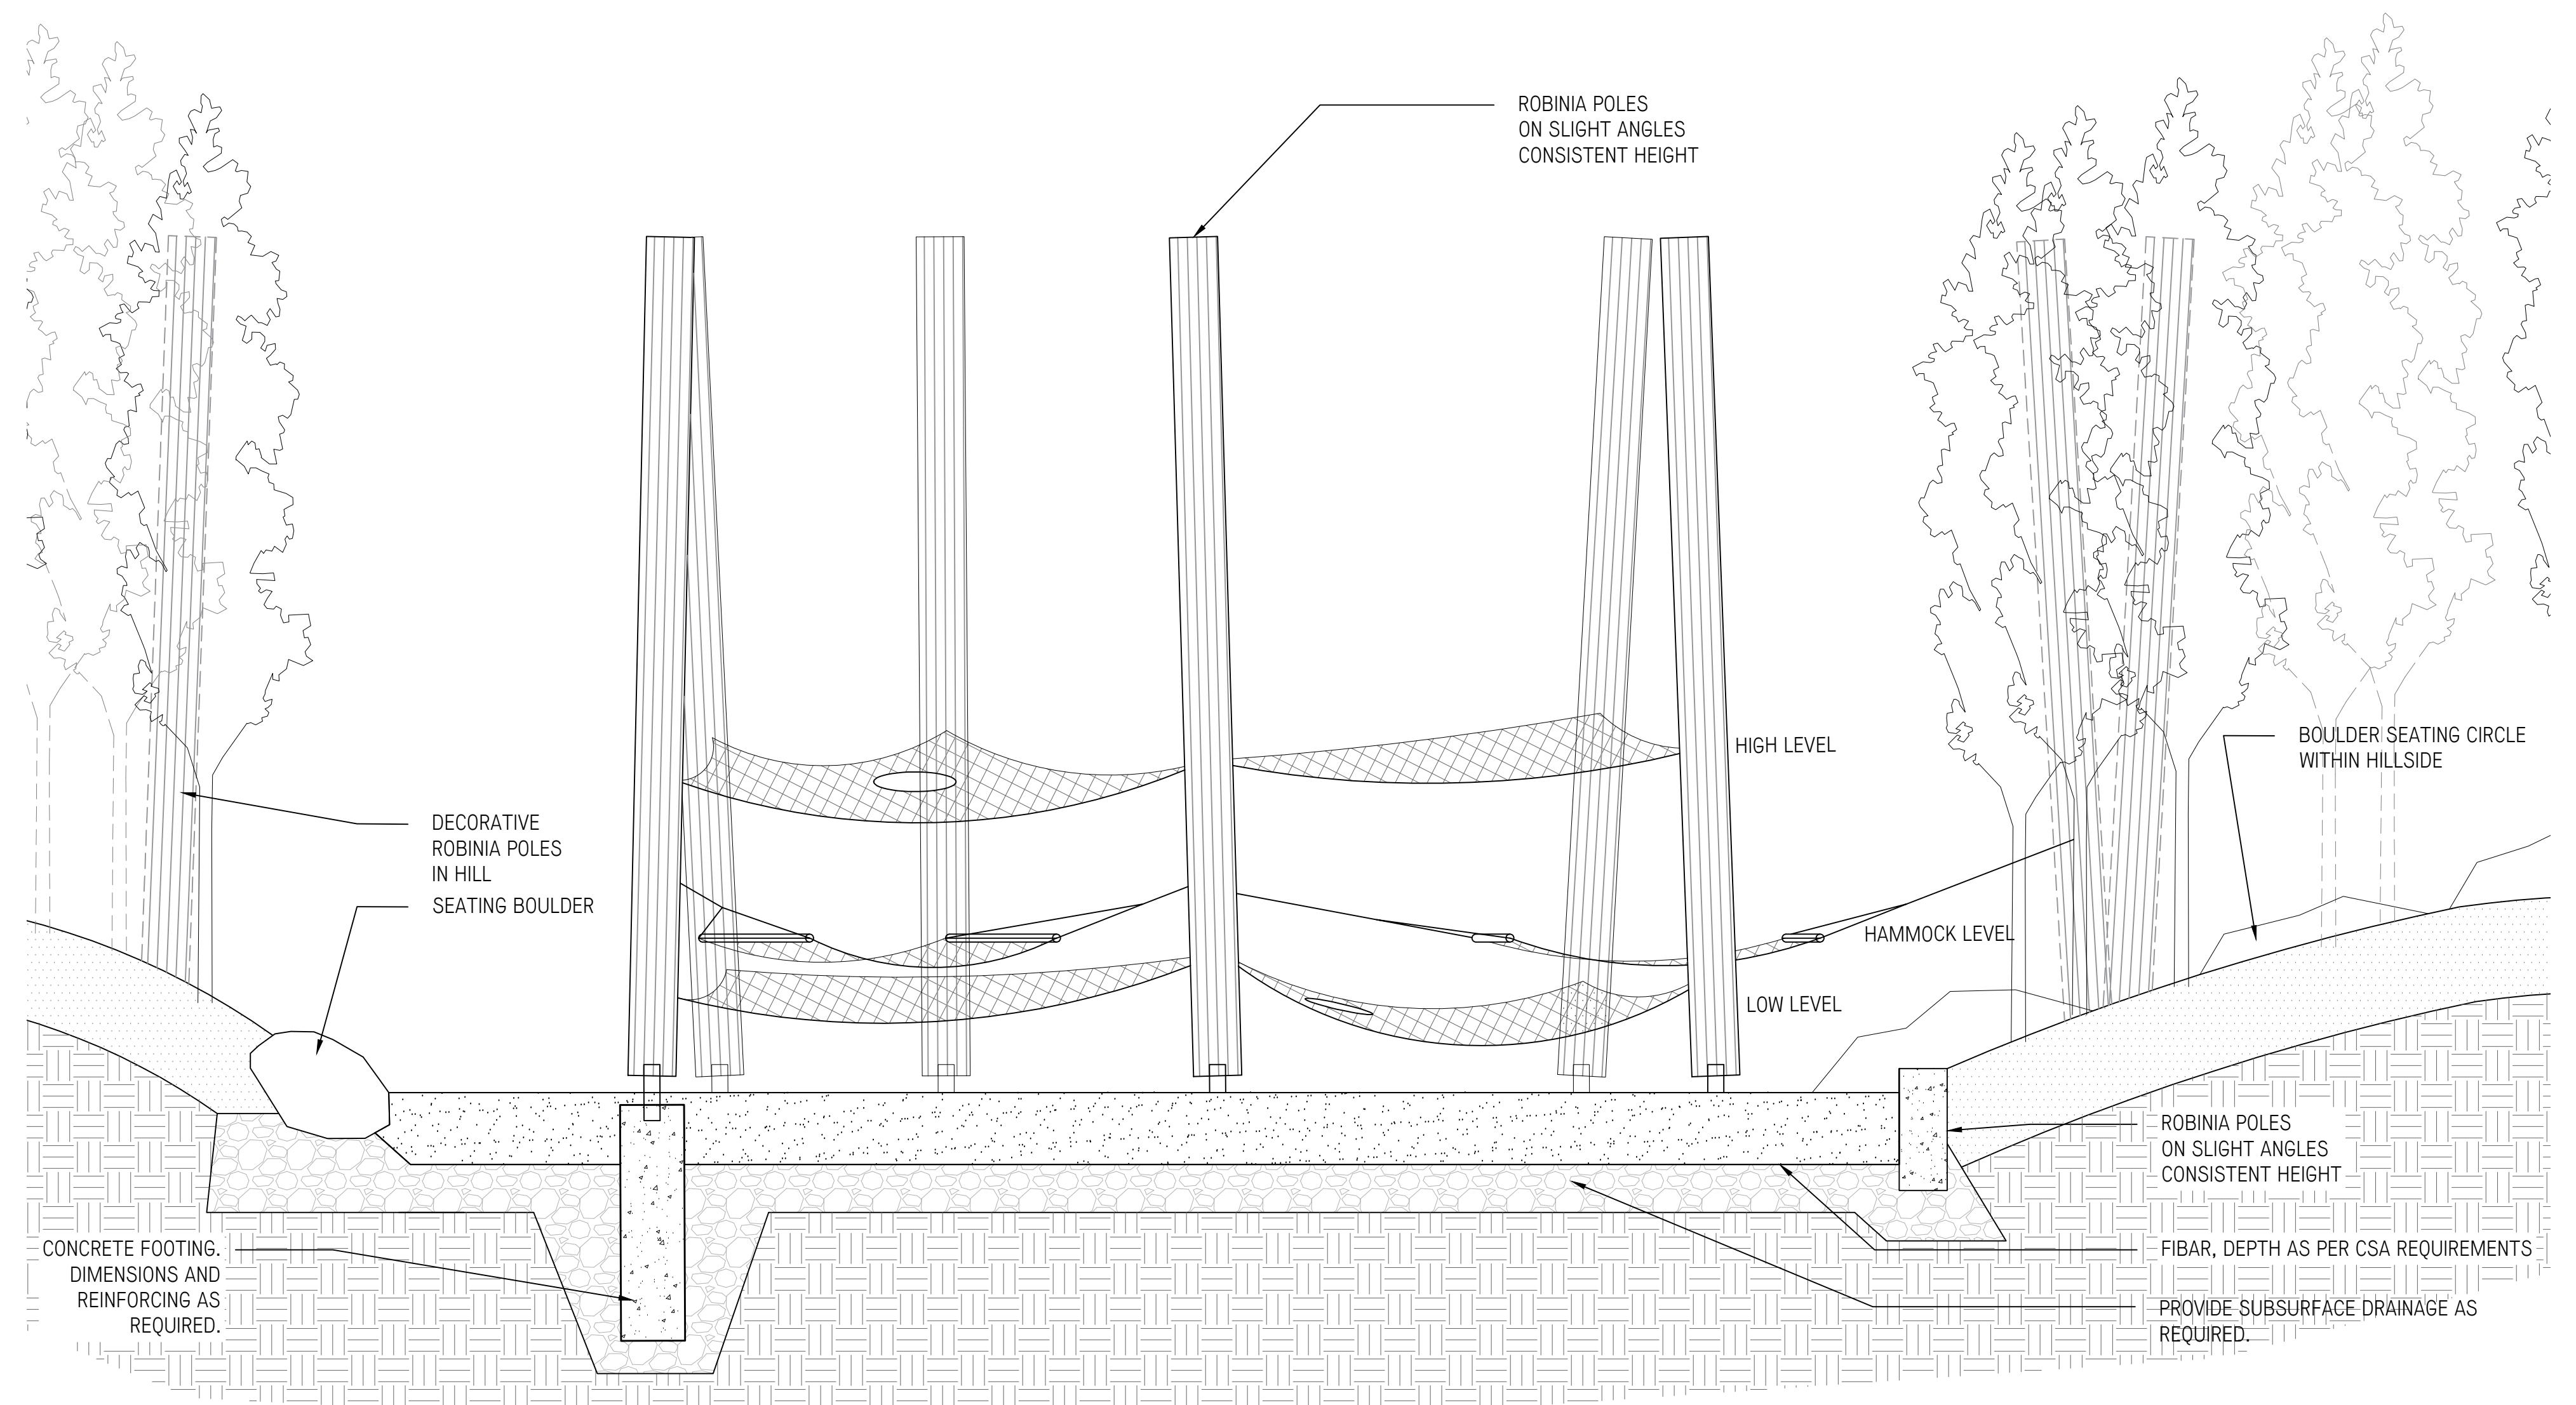 ROBINIA POLES
ON SLIGHT ANGLES
CONSISTENT HEIGHT
HIGH LEVEL
BOULDER SEATING CIRCLE
WITHIN HILLSIDE
DECORATIVE
ROBINIA POLES
IN HILL
SEATING BOULDER
HAMMOCK LEVEL
LOW LEVEL
ROBINIA POLES
ON SLIGHT ANGLES
CONSISTENT HEIGHT
CONCRETE FOOTING.
DIMENSIONS AND
REINFORCING AS
REQUIRED.
FIBAR, DEPTH AS PER CSA REQUIREMENTS
PROVIDE SUBSURFACE DRAINAGE AS
REQUIRED.